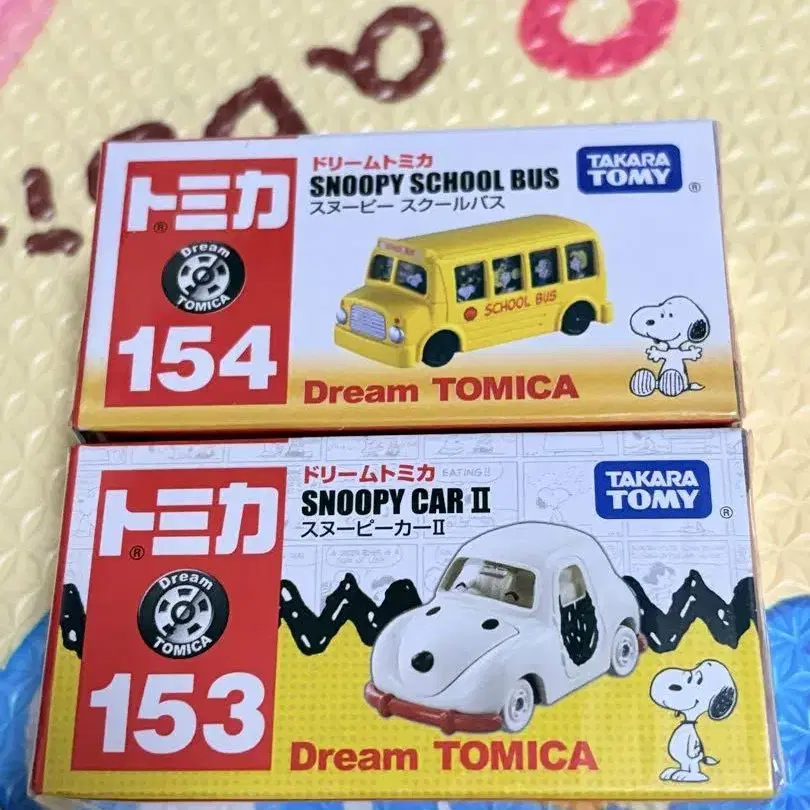 ドリームトミカ
SNOOPY SCHOOL BUS
スヌーピー スクールバス
TAKARA
TOMY
®
トミカ
®
Dream
TOMICA
154
SCHOOL BUS
Dream TOMICA
ドリームトミカ
SNOOPY CAR Ⅱ
スヌーピーカーⅡ
TAKARA
TOMY
®
トミカ
®
Dream
TOMICA
153
EATING!!
Dream TOMICA